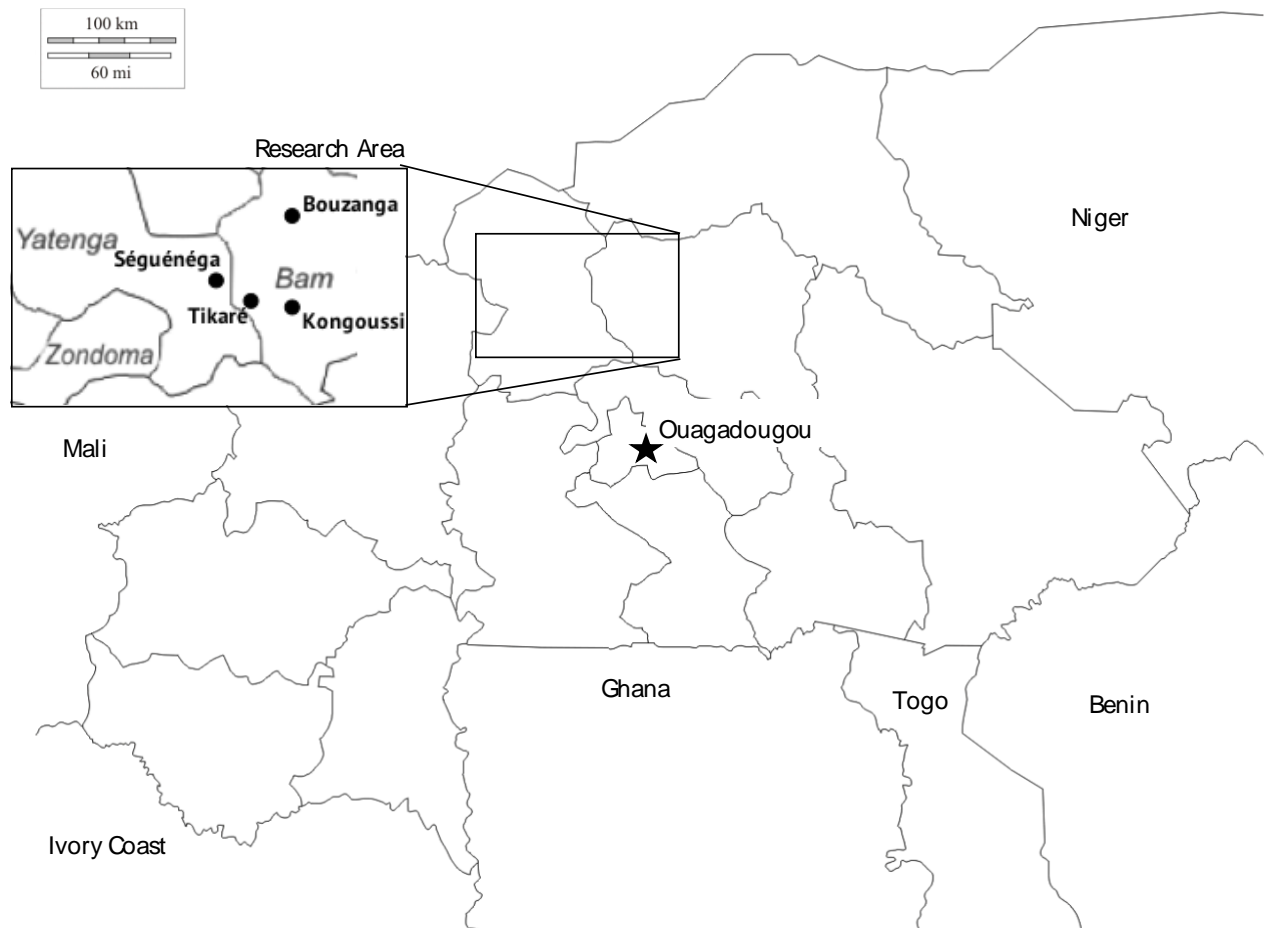 100 km
60 mi
Research Area
Bouzanga
Yatenga
Niger
Séguénéga
Bam
Tikaré
Kongoussi
Zondoma
Ouagadougou
Mali
Ghana
Togo
Benin
Ivory Coast